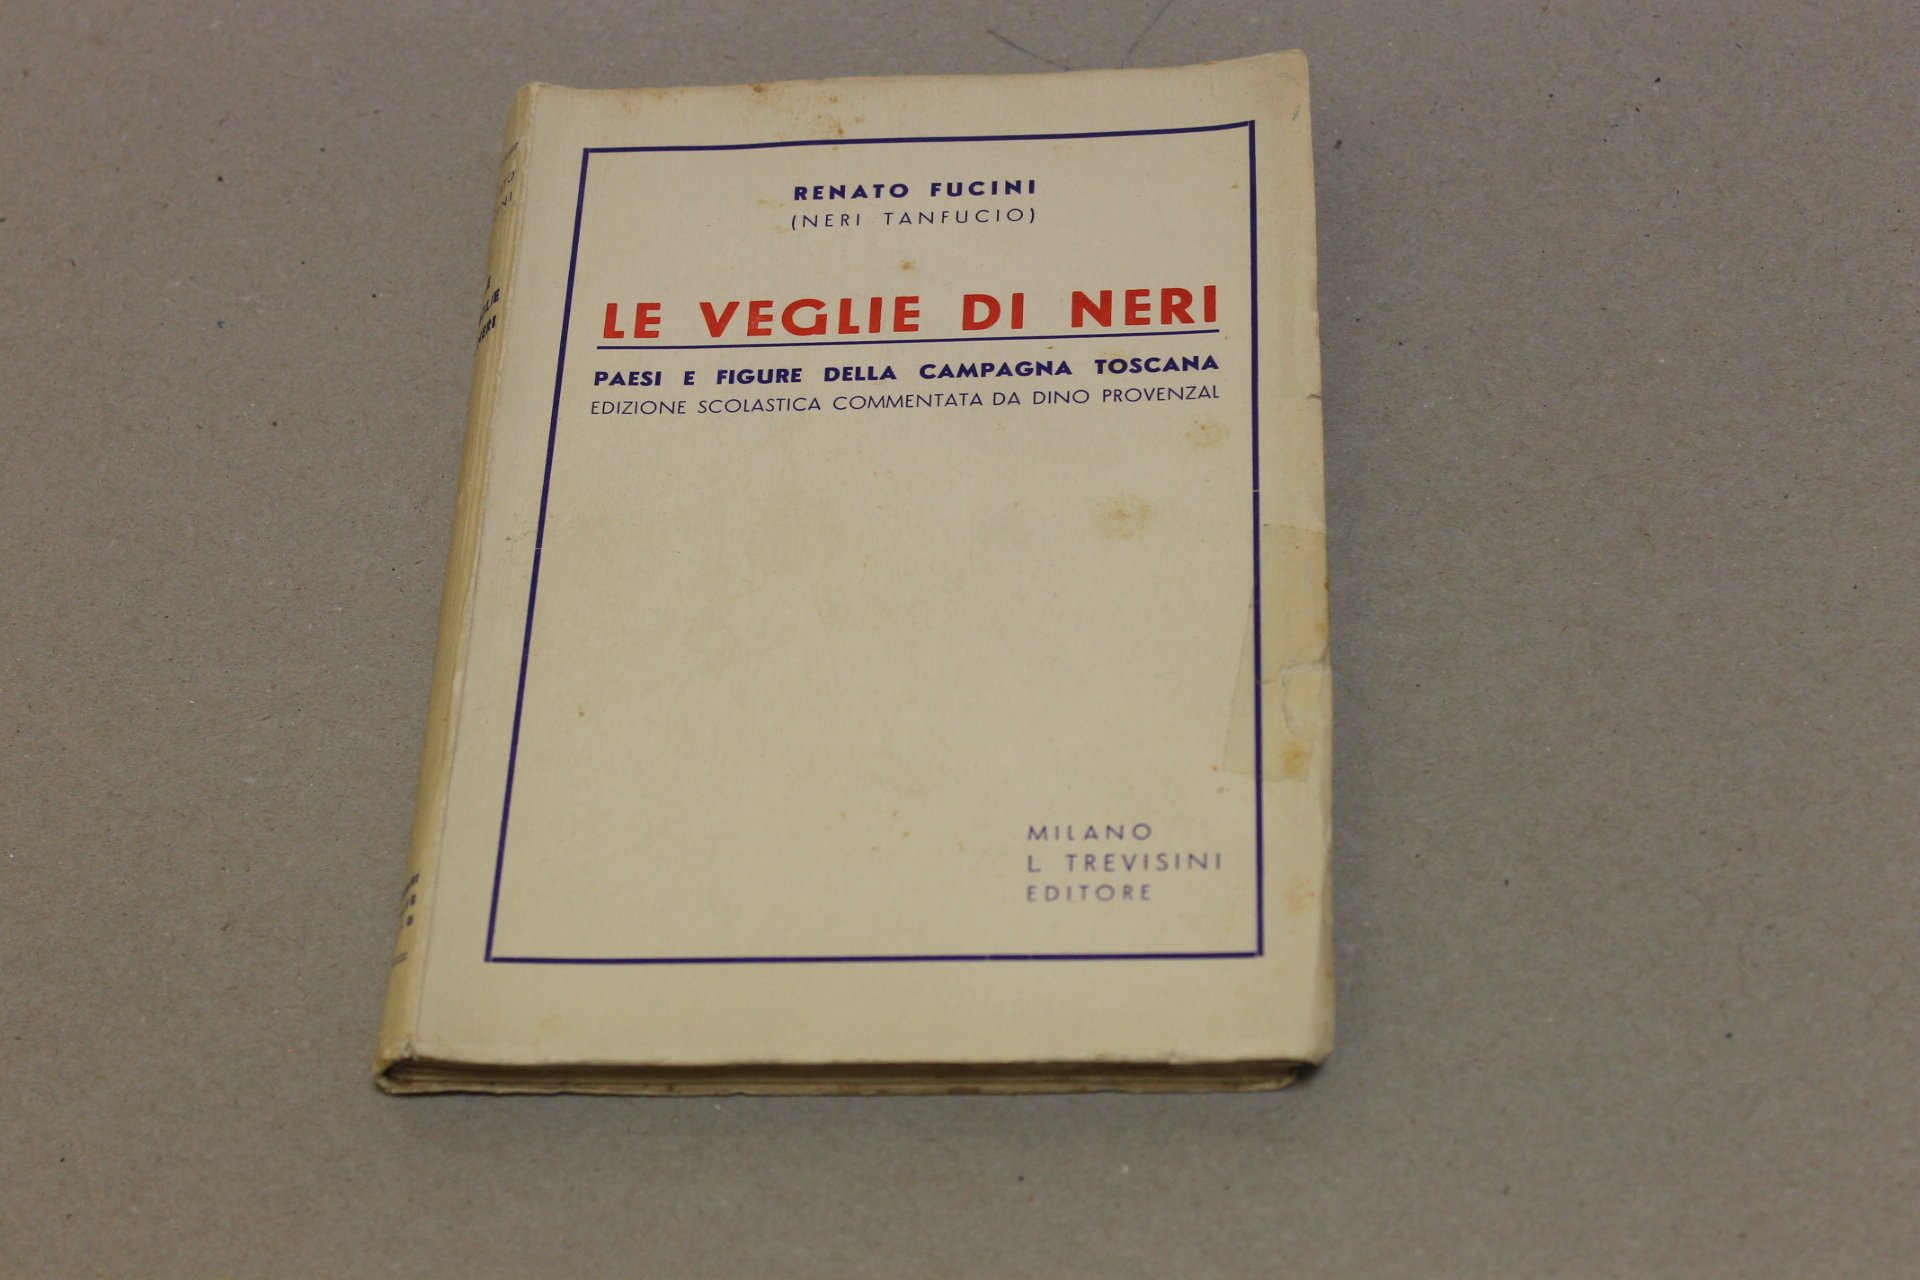 RENATO FUCINI
(NERI TANFUCIO)
LE VEGLIE DI NERI
PAESI E FIGURE DELLA CAMPAGNA TOSCANA
EDIZIONE SCOLASTICA COMMENTATA DA DINO PROVENZAL
MILANO
L. TREVISINI
EDITORE